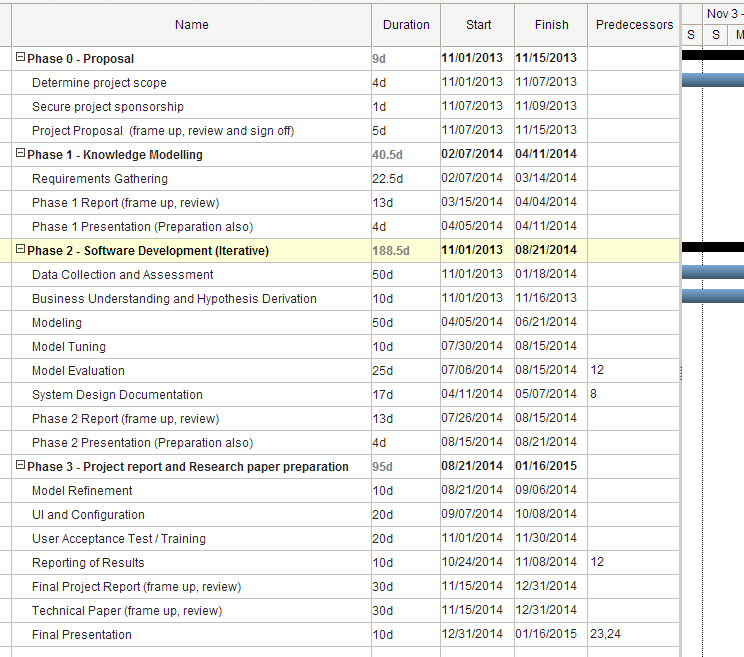 Name Duration Start Finish Predecessors Nov 3 -
S S M
Phase 0 - Proposal 9d 11/01/2013 11/15/2013
Determine project scope 4d 11/01/2013 11/07/2013
Secure project sponsorship 1d 11/07/2013 11/09/2013
Project Proposal (frame up, review and sign off) 5d 11/07/2013 11/15/2013
Phase 1 - Knowledge Modelling 40.5d 02/07/2014 04/11/2014
Requirements Gathering 22.5d 02/07/2014 03/14/2014
Phase 1 Report (frame up, review) 13d 03/15/2014 04/04/2014
Phase 1 Presentation (Preparation also) 4d 04/05/2014 04/11/2014
Phase 2 - Software Development (Iterative) 188.5d 11/01/2013 08/21/2014
Data Collection and Assessment 50d 11/01/2013 01/18/2014
Business Understanding and Hypothesis Derivation 10d 11/01/2013 11/16/2013
Modeling 50d 04/05/2014 06/21/2014
Model Tuning 10d 07/30/2014 08/15/2014
Model Evaluation 25d 07/06/2014 08/15/2014 12
System Design Documentation 17d 04/11/2014 05/07/2014 8
Phase 2 Report (frame up, review) 13d 07/26/2014 08/15/2014
Phase 2 Presentation (Preparation also) 4d 08/15/2014 08/21/2014
Phase 3 - Project report and Research paper preparation 95d 08/21/2014 01/16/2015
Model Refinement 10d 08/21/2014 09/06/2014
UI and Configuration 20d 09/07/2014 10/08/2014
User Acceptance Test / Training 20d 11/01/2014 11/30/2014
Reporting of Results 10d 10/24/2014 11/08/2014 12
Final Project Report (frame up, review) 30d 11/15/2014 12/31/2014
Technical Paper (frame up, review) 30d 11/15/2014 12/31/2014
Final Presentation 10d 12/31/2014 01/16/2015 23,24